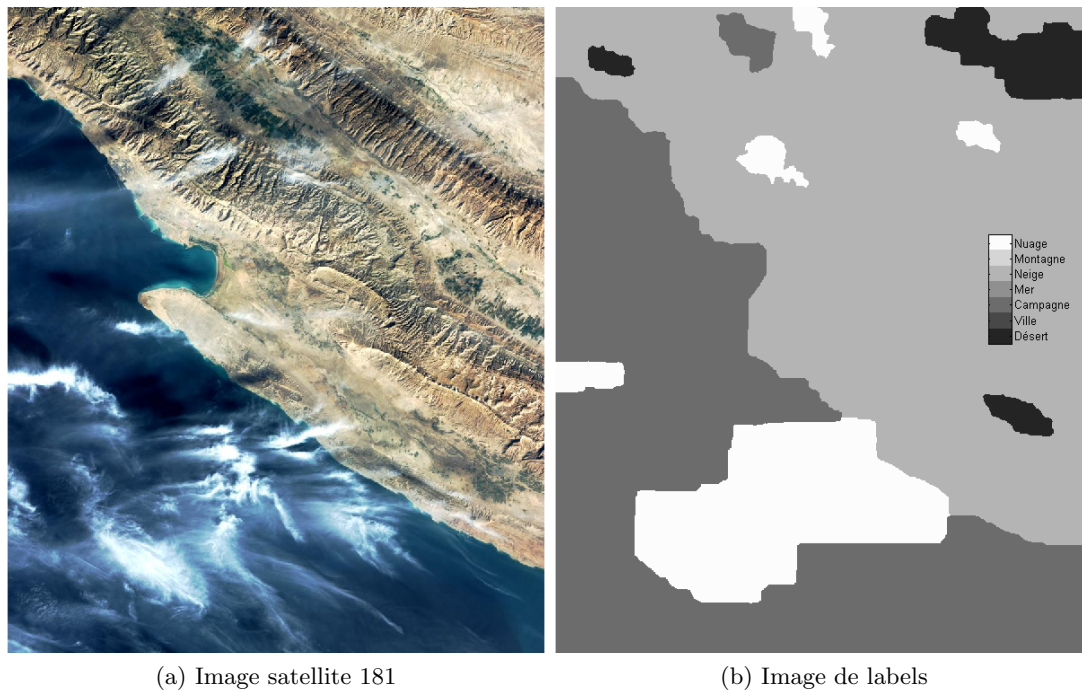 Nuage
Montagne
Neige
Mer
Campagne
Ville
Désert
(a) Image satellite 181
(b) Image de labels